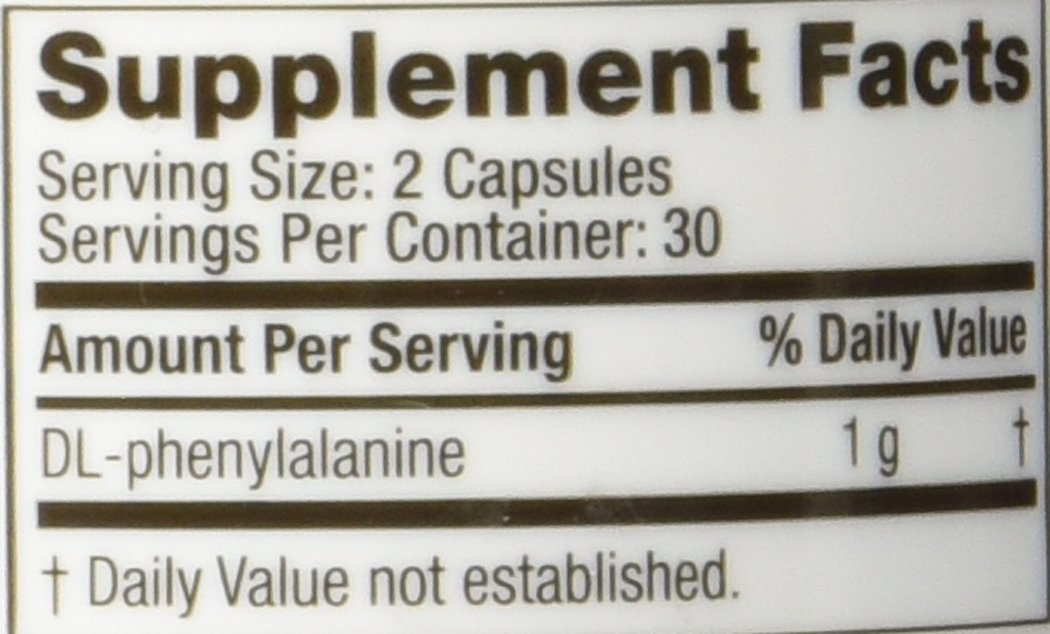 Supplement Facts
Serving Size: 2 Capsules
Servings Per Container: 30
Amount Per Serving % Daily Value
DL-phenylalanine 1 g †
† Daily Value not established.